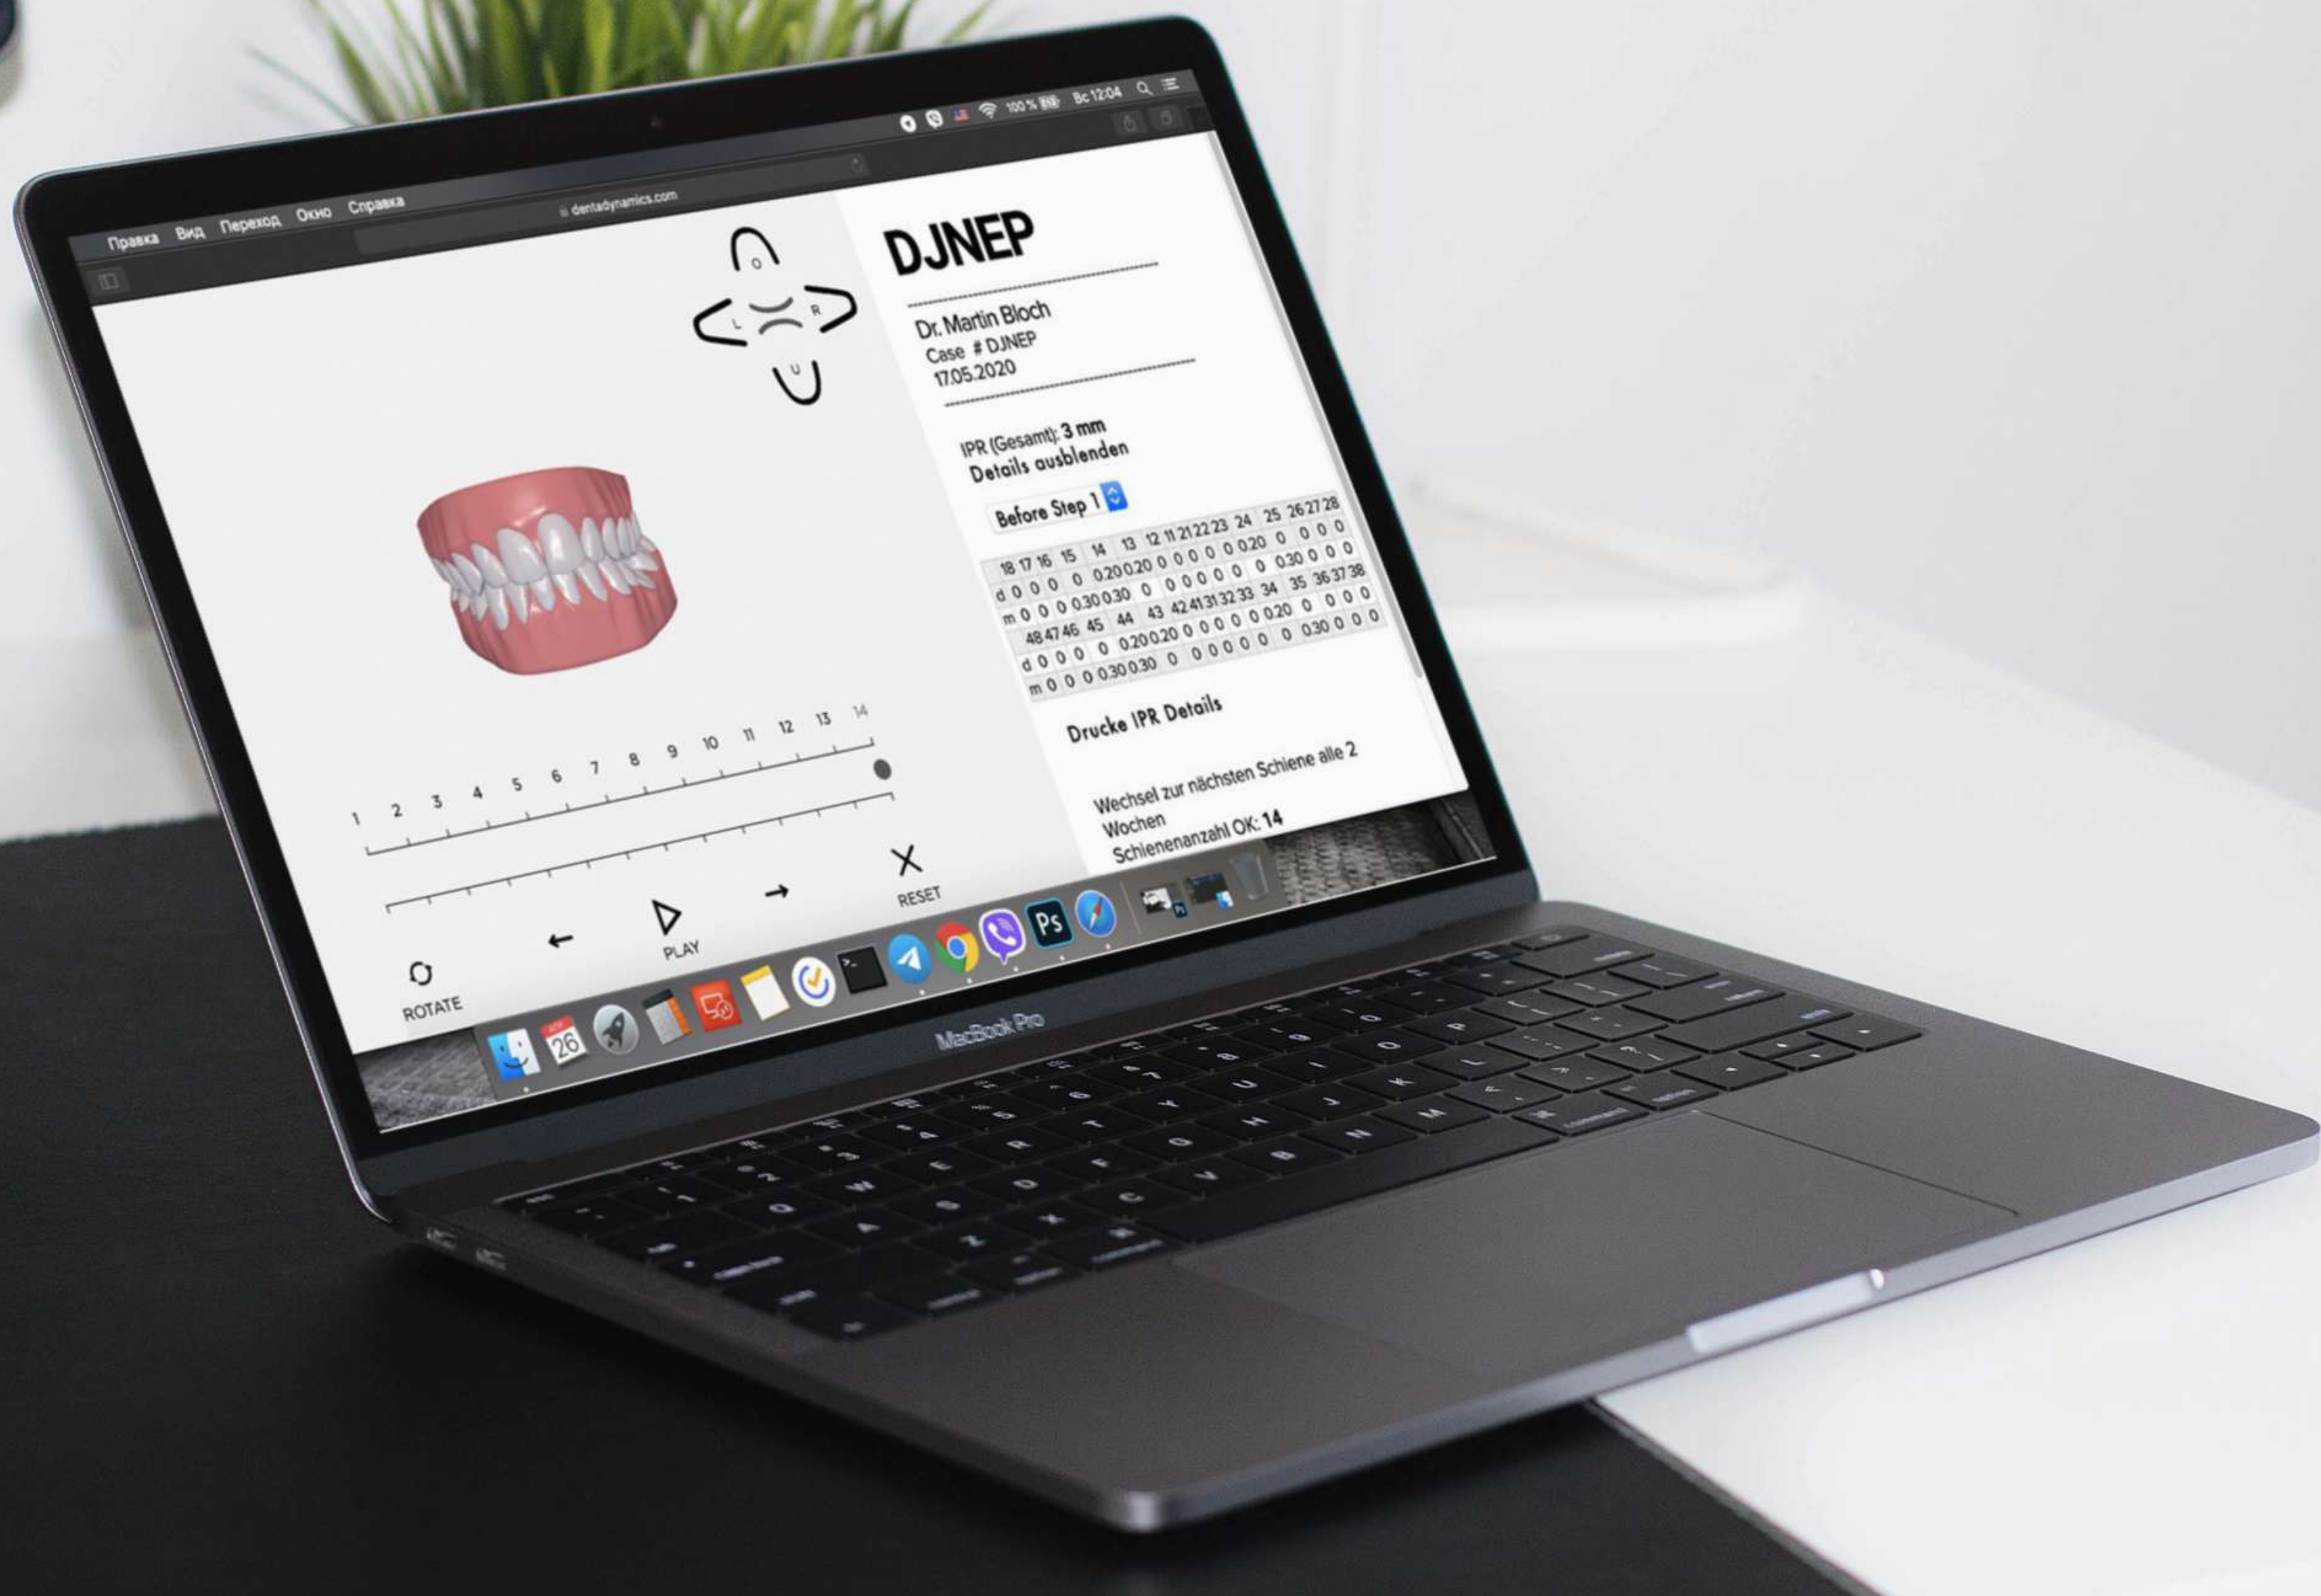 Правка Вид Переход Окно Справка
100 % Вс 12:04
dentadynamics.com
O
L R
U
DJNEP
Dr. Martin Bloch
Case # DJNEP
17.05.2020
IPR (Gesamt): 3 mm
Details ausblenden
Before Step 1
18 17 16 15 14 13 12 11 21 22 23 24 25 26 27 28
d 0 0 0 0 0.20 0.20 0 0 0 0 0 0.20 0 0 0 0
m 0 0 0 0.30 0.30 0 0 0 0 0 0 0 0.30 0 0 0
48 47 46 45 44 43 42 41 31 32 33 34 35 36 37 38
d 0 0 0 0 0.20 0.20 0 0 0 0 0 0.20 0 0 0 0
m 0 0 0 0.30 0.30 0 0 0 0 0 0 0 0.30 0 0 0
Drucke IPR Details
Wechsel zur nächsten Schiene alle 2
Wochen
Schienenanzahl OK: 14
1 2 3 4 5 6 7 8 9 10 11 12 13 14
ROTATE
PLAY
RESET
26
Ps
MacBook Pro